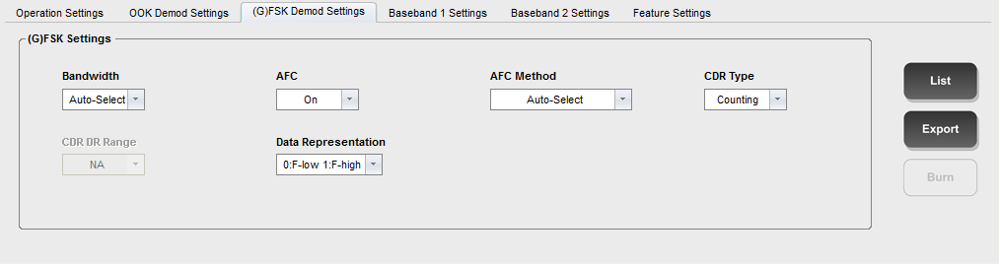 Operation Settings OOK Demod Settings (G)FSK Demod Settings Baseband 1 Settings Baseband 2 Settings Feature Settings
(G)FSK Settings
Bandwidth AFC AFC Method CDR Type
Auto-Select On Auto-Select Counting
CDR DR Range Data Representation
NA 0:F-low 1:F-high
List
Export
Burn